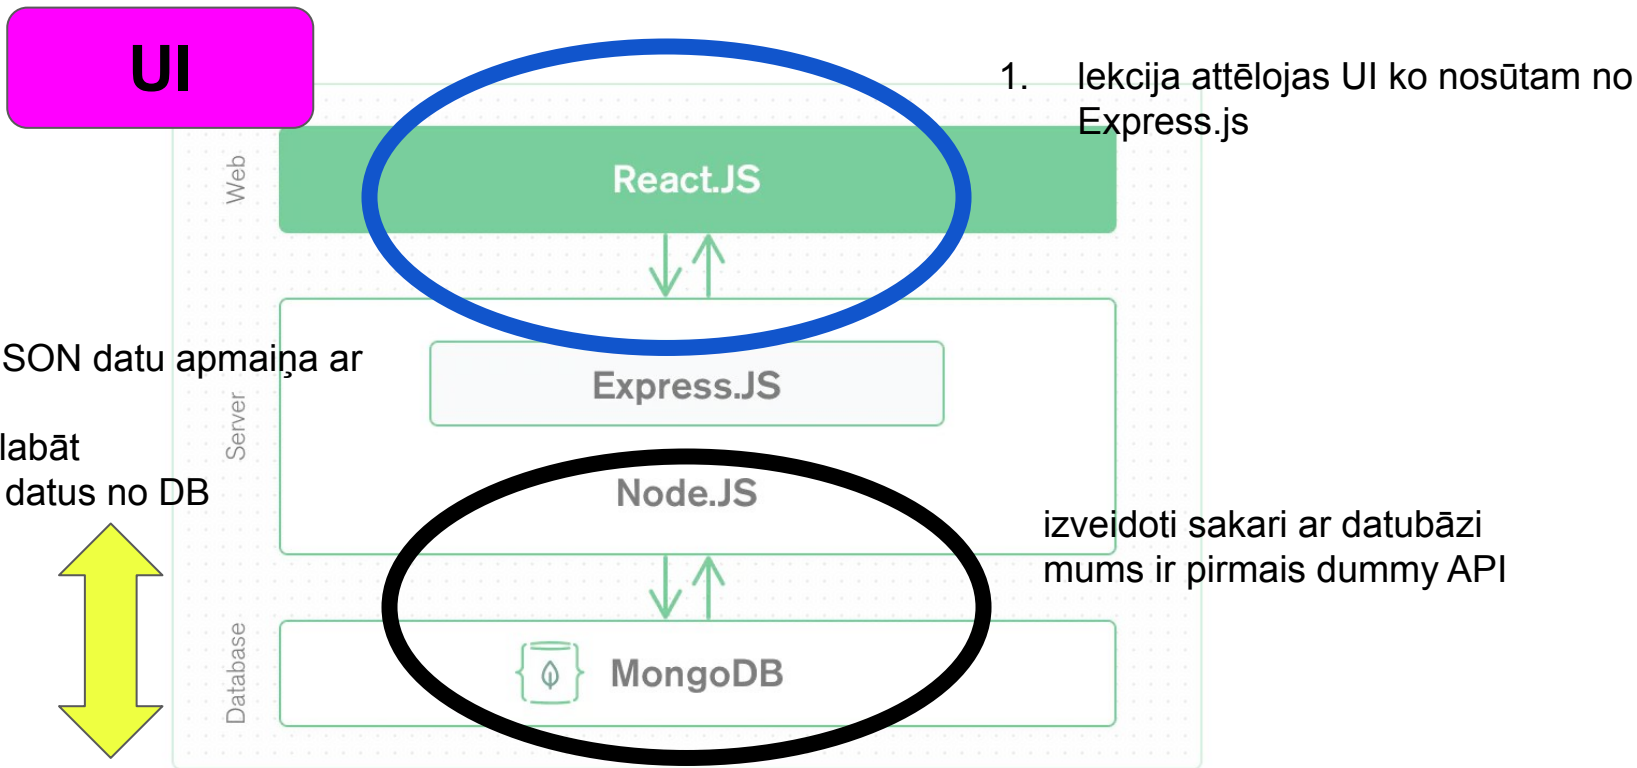 UI
1. lekcija attēlojas UI ko nosūtam no
Express.js
Web
React.JS
SON datu apmaiņa ar
Express.JS
Server
labāt
datus no DB
Node.JS
izveidoti sakari ar datubāzi
mums ir pirmais dummy API
Database
MongoDB